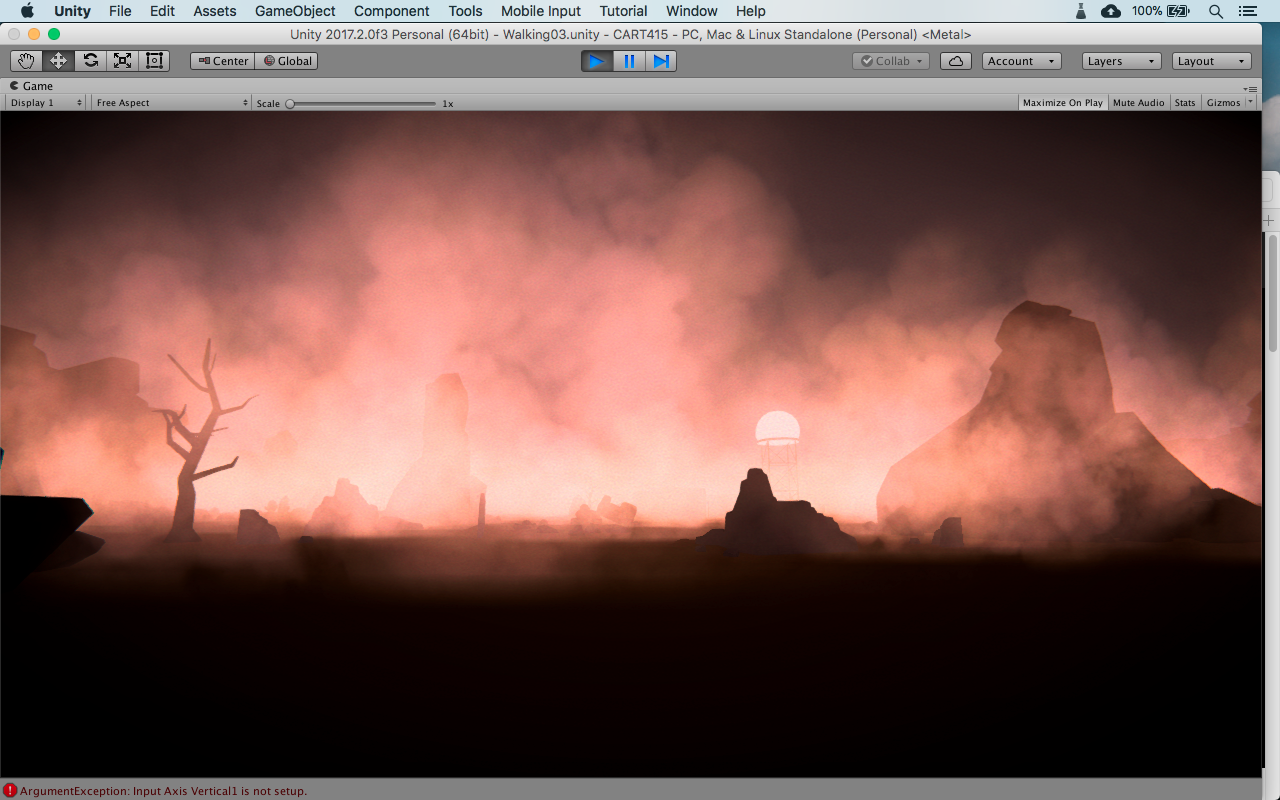 Unity File Edit Assets GameObject Component Tools Mobile Input Tutorial Window Help 100%
Unity 2017.2.0f3 Personal (64bit) - Walking03.unity - CART415 - PC, Mac & Linux Standalone (Personal) <Metal>
Center Global Collab Account Layers Layout
Game
Display 1 Free Aspect Scale 1x Maximize On Play Mute Audio Stats Gizmos
ArgumentException: Input Axis Vertical1 is not setup.